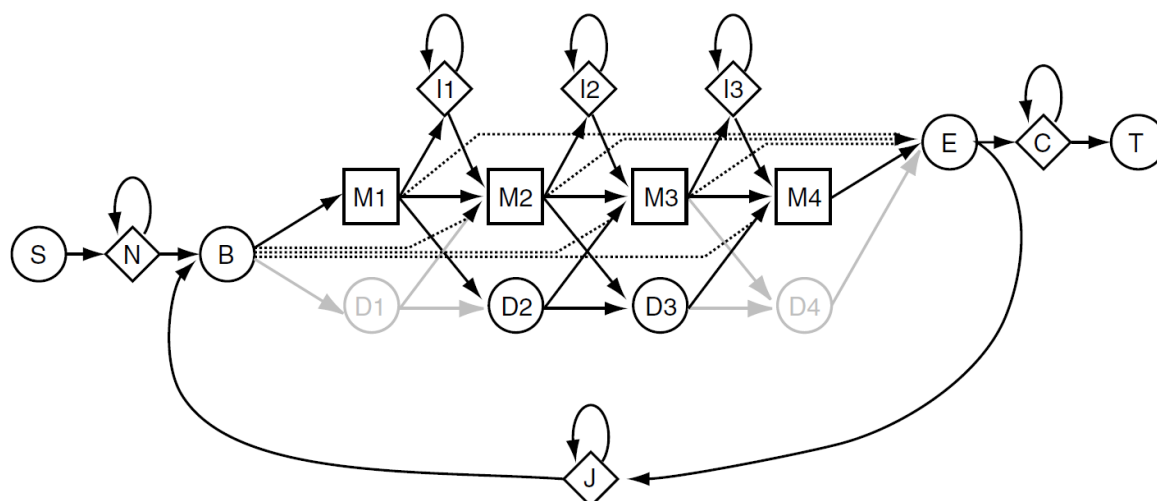 I1 I2 I3
E C T
M1 M2 M3 M4
S N B
D1 D2 D3 D4
J